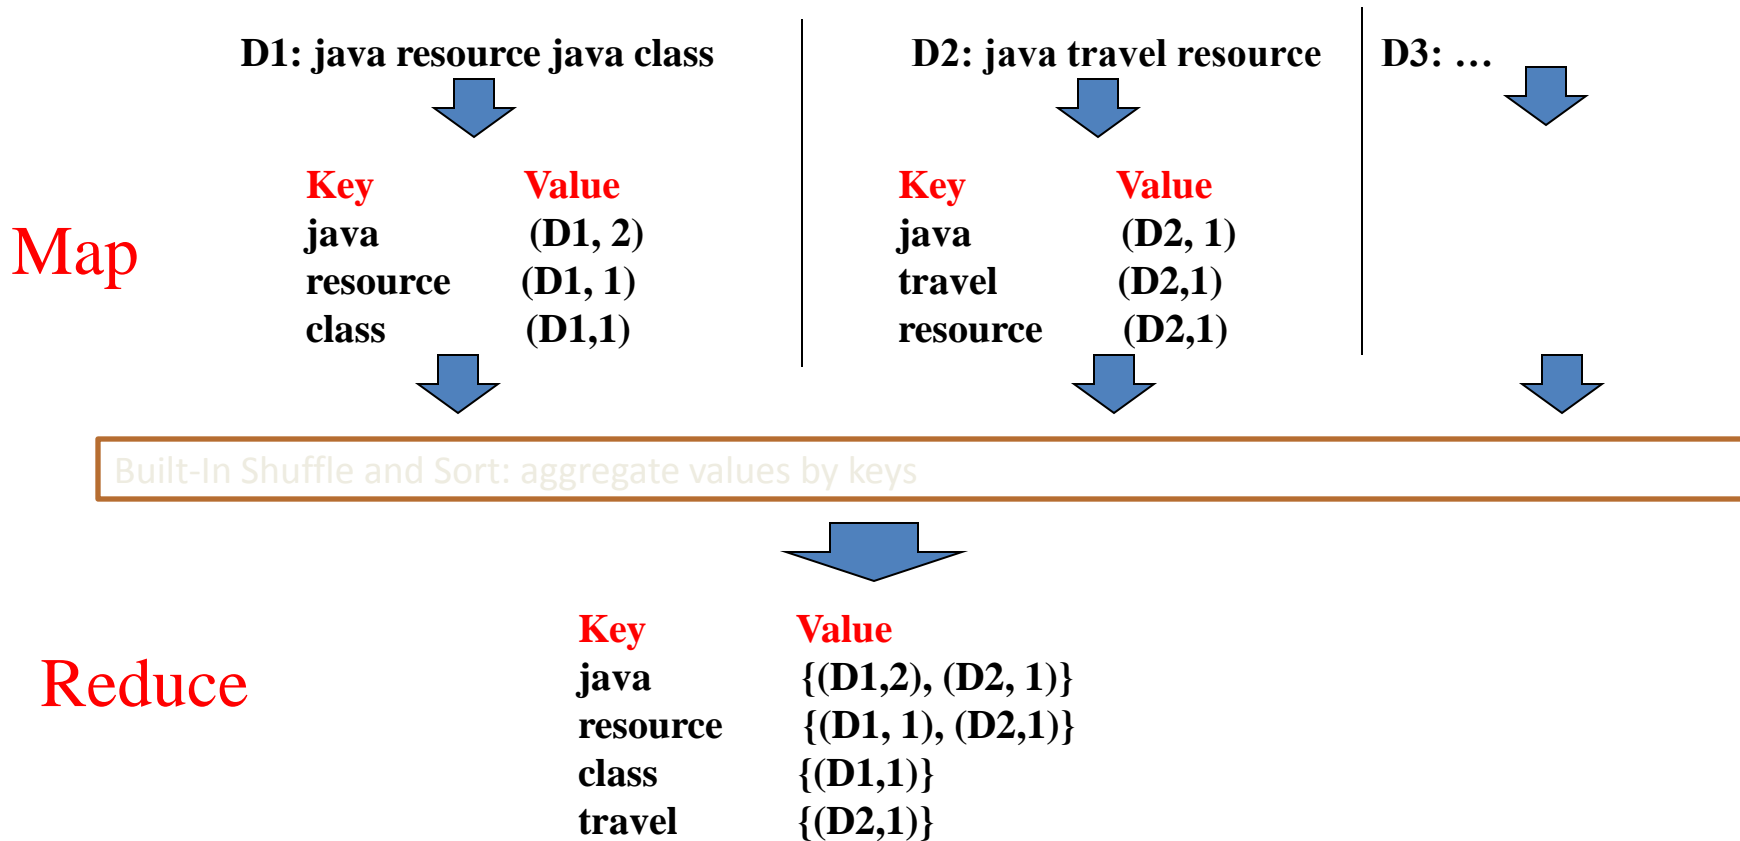 D1: java resource java class
D2: java travel resource
D3: …
Map
Key Value
java (D1, 2)
resource (D1, 1)
class (D1,1)
Key Value
java (D2, 1)
travel (D2,1)
resource (D2,1)
Built-In Shuffle and Sort: aggregate values by keys
Reduce
Key Value
java {(D1,2), (D2, 1)}
resource {(D1, 1), (D2,1)}
class {(D1,1)}
travel {(D2,1)}